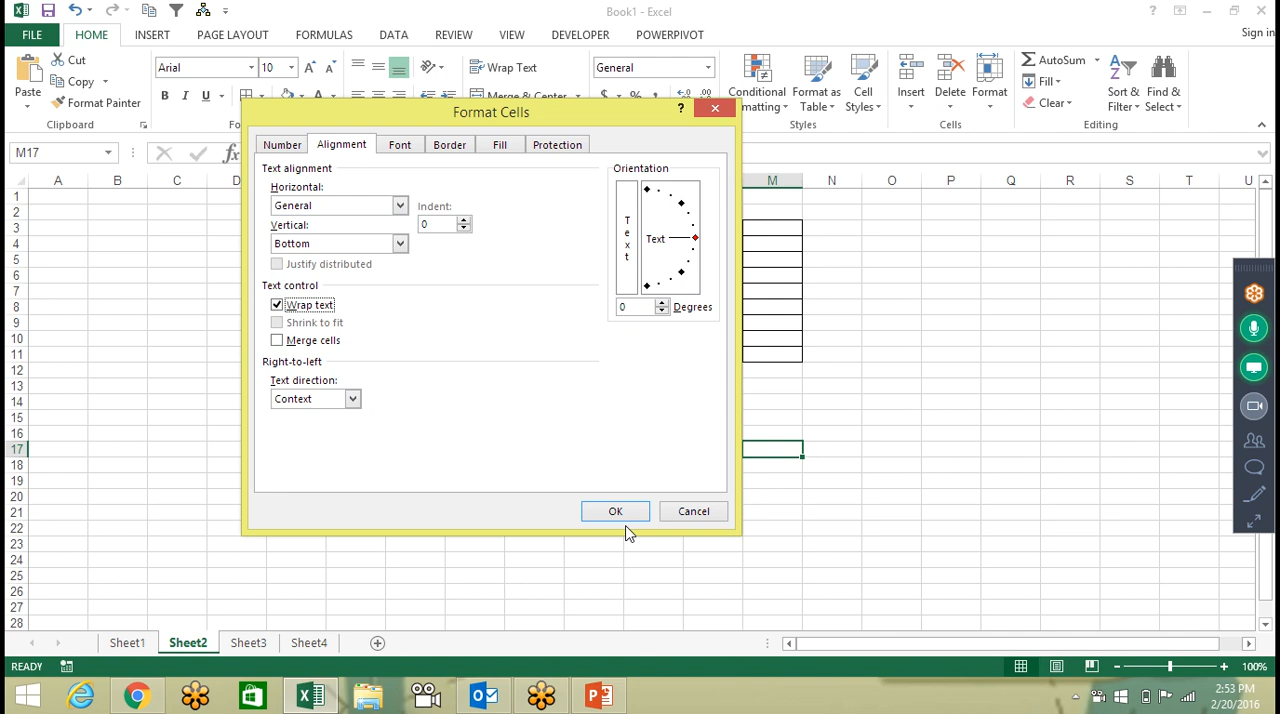 Book1 - Excel
FILE HOME INSERT PAGE LAYOUT FORMULAS DATA REVIEW VIEW DEVELOPER POWERPIVOT Sign in
Paste Cut Arial 10 Wrap Text General Conditional Format as Cell Insert Delete Format AutoSum Sort & Find &
Copy Table Styles Fill Filter Select
Format Painter Merge & Center Clear
Clipboard Styles Cells Editing
M17
Format Cells
Number Alignment Font Border Fill Protection
Text alignment
Horizontal:
General
Indent:
0
Vertical:
Bottom
Justify distributed
Text control
Wrap text
Shrink to fit
Merge cells
Right-to-left
Text direction:
Context
Orientation
Text
Text
0 Degrees
OK Cancel
A B C D M N O P Q R S T U
1
2
3
4
5
6
7
8
9
10
11
12
13
14
15
16
17
18
19
20
21
22
23
24
25
26
27
28
Sheet1 Sheet2 Sheet3 Sheet4
READY 100%
2:53 PM
2/20/2016